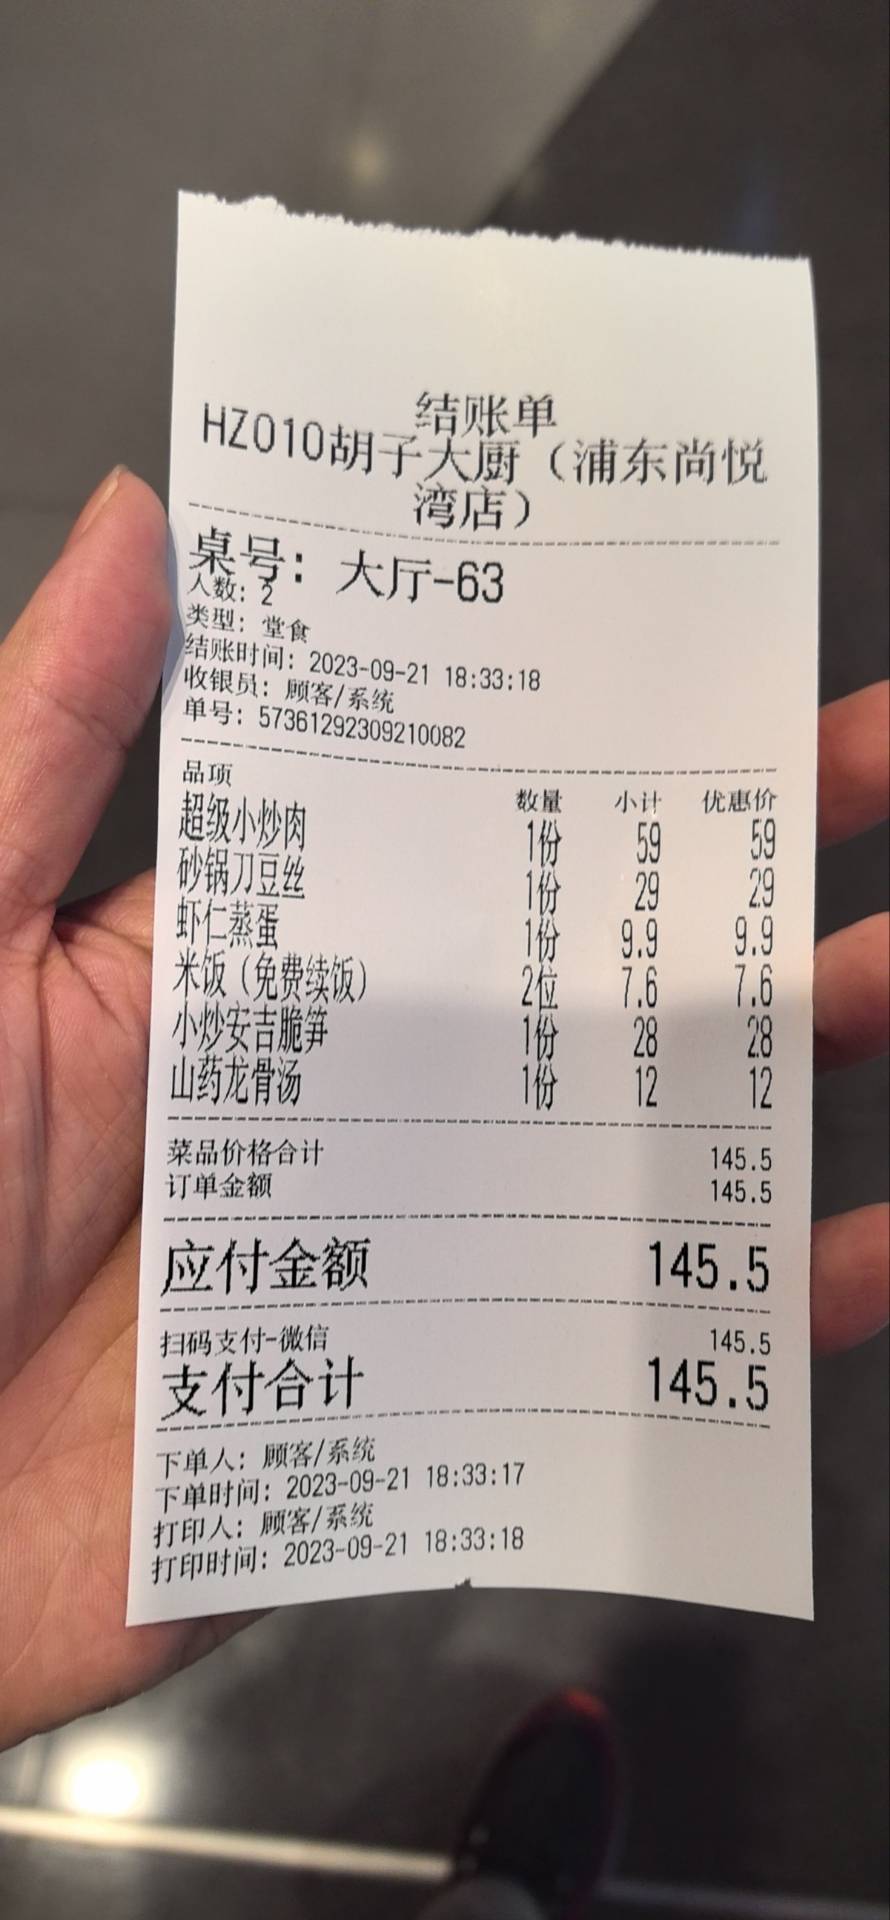 结账单
HZ010胡子大厨（浦东尚悦
湾店）
桌号：大厅-63
人数：2
类型：堂食
结账时间：2023-09-21 18:33:18
收银员：顾客/系统
单号：57361292309210082
品项 数量 小计 优惠价
超级小炒肉 1份 59 59
砂锅刀豆丝 1份 29 29
虾仁蒸蛋 1份 9.9 9.9
米饭（免费续饭） 2位 7.6 7.6
小炒安吉脆笋 1份 28 28
山药龙骨汤 1份 12 12
菜品价格合计 145.5
订单金额 145.5
应付金额 145.5
扫码支付-微信 145.5
支付合计 145.5
下单人：顾客/系统
下单时间：2023-09-21 18:33:17
打印人：顾客/系统
打印时间：2023-09-21 18:33:18